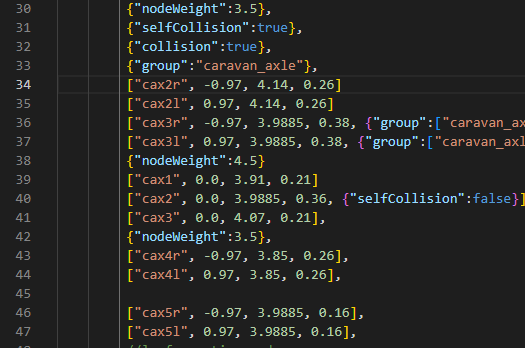 30 {"nodeWeight":3.5},
31 {"selfCollision":true},
32 {"collision":true},
33 {"group":"caravan_axle"},
34 ["cax2r", -0.97, 4.14, 0.26]
35 ["cax2l", 0.97, 4.14, 0.26]
36 ["cax3r", -0.97, 3.9885, 0.38, {"group":["caravan_ax
37 ["cax3l", 0.97, 3.9885, 0.38, {"group":["caravan_axl
38 {"nodeWeight":4.5}
39 ["cax1", 0.0, 3.91, 0.21]
40 ["cax2", 0.0, 3.9885, 0.36, {"selfCollision":false}]
41 ["cax3", 0.0, 4.07, 0.21],
42 {"nodeWeight":3.5},
43 ["cax4r", -0.97, 3.85, 0.26],
44 ["cax4l", 0.97, 3.85, 0.26],
45
46 ["cax5r", -0.97, 3.9885, 0.16],
47 ["cax5l", 0.97, 3.9885, 0.16],